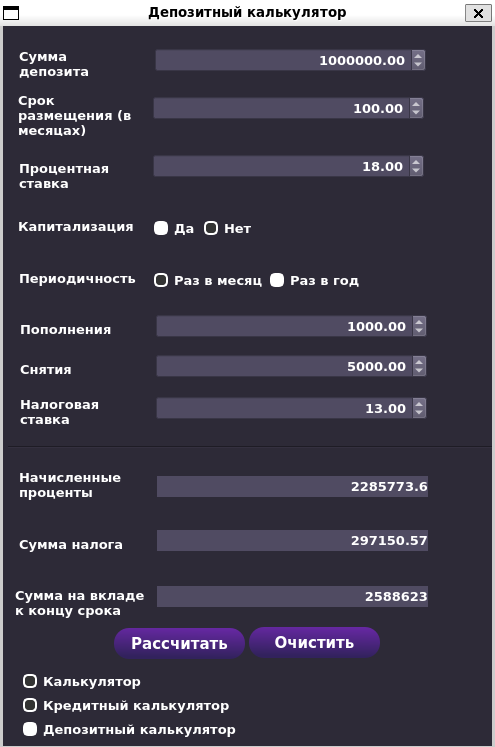 Депозитный калькулятор
Сумма
депозита
1000000.00
Срок
размещения (в
месяцах)
100.00
Процентная
ставка
18.00
Капитализация
Да Нет
Периодичность
Раз в месяц Раз в год
Пополнения
1000.00
Снятия
5000.00
Налоговая
ставка
13.00
Начисленные
проценты
2285773.6
Сумма налога
297150.57
Сумма на вкладе
к концу срока
2588623
Рассчитать Очистить
Калькулятор
Кредитный калькулятор
Депозитный калькулятор